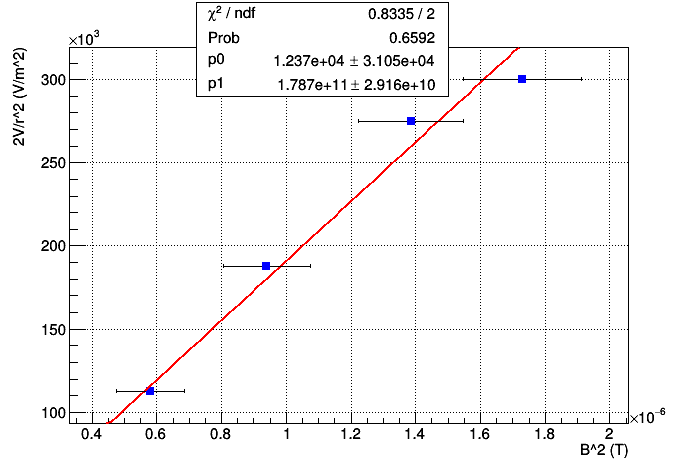 χ² / ndf 0.8335 / 2
Prob 0.6592
p0 1.237e+04 ± 3.105e+04
p1 1.787e+11 ± 2.916e+10
×10³
2V/r^2 (V/m^2)
300
250
200
150
100
0.4 0.6 0.8 1 1.2 1.4 1.6 1.8 2
×10⁻⁶
B^2 (T)